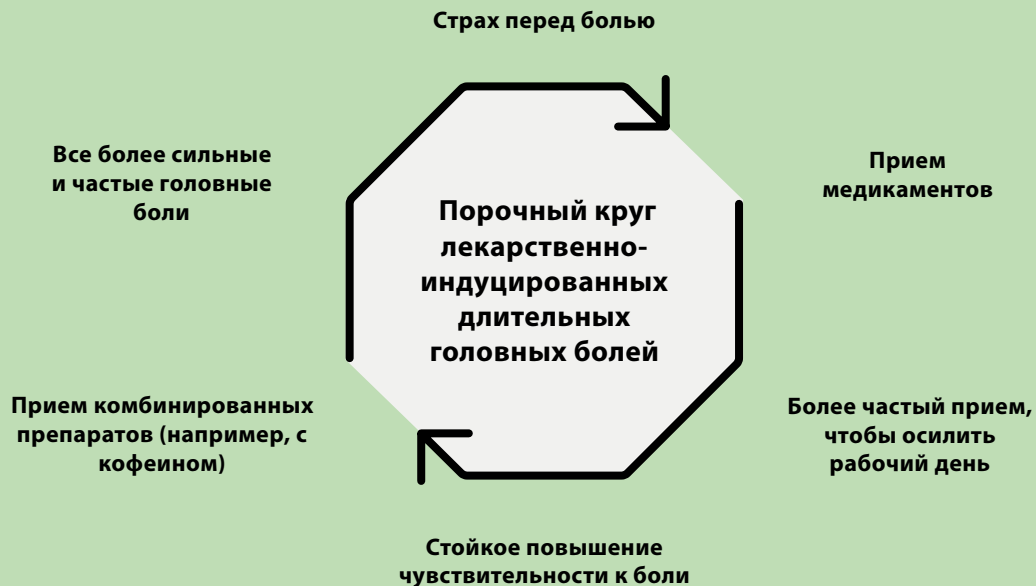 Страх перед болью
Все более сильные
и частые головные
боли
Прием
медикаментов
Порочный круг
лекарственно-
индуцированных
длительных
головных болей
Прием комбинированных
препаратов (например, с
кофеином)
Более частый прием,
чтобы осилить
рабочий день
Стойкое повышение
чувствительности к боли